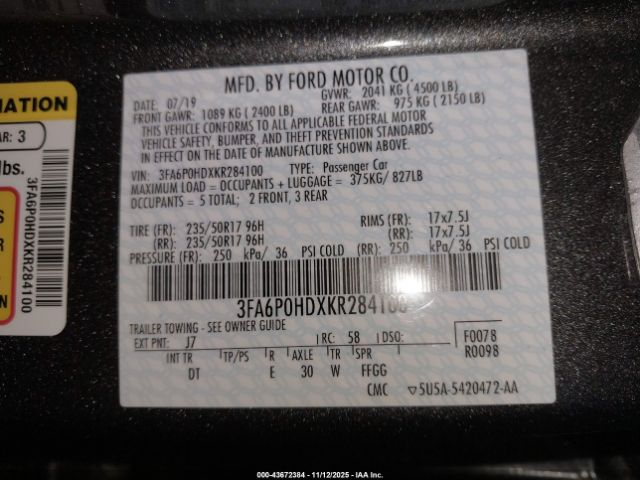 MATION
AR: 3
lbs.
3FA6P0HDXKR284100
MFD. BY FORD MOTOR CO.
DATE: 07/19 GVWR: 2041 KG ( 4500 LB)
FRONT GAWR: 1089 KG ( 2400 LB) REAR GAWR: 975 KG ( 2150 LB)
THIS VEHICLE CONFORMS TO ALL APPLICABLE FEDERAL MOTOR
VEHICLE SAFETY, BUMPER, AND THEFT PREVENTION STANDARDS
IN EFFECT ON THE DATE OF MANUFACTURE SHOWN ABOVE.
VIN: 3FA6P0HDXKR284100 TYPE: Passenger Car
MAXIMUM LOAD = OCCUPANTS + LUGGAGE = 375KG/ 827LB
OCCUPANTS = 5 TOTAL; 2 FRONT, 3 REAR
TIRE (FR): 235/50R17 96H RIMS (FR): 17x7.5J
(RR): 235/50R17 96H (RR): 17x7.5J
PRESSURE (FR): 250 kPa/ 36 PSI COLD (RR): 250 kPa/ 36 PSI COLD
3FA6P0HDXKR284100
TRAILER TOWING - SEE OWNER GUIDE
EXT PNT: J7 RC: 58 DSO: F0078
R0098
INT TR TP/PS R AXLE TR SPR
DT E 30 W FFGG
CMC ▽5U5A-5420472-AA
000-43672384 - 11/12/2025 - IAA Inc.